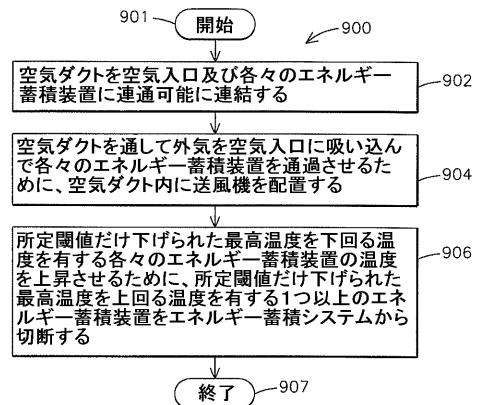 901
開始
900
空気ダクトを空気入口及び各々のエネルギー
蓄積装置に連通可能に連結する
902
空気ダクトを通して外気を空気入口に吸い込ん
で各々のエネルギー蓄積装置を通過させるた
めに、空気ダクト内に送風機を配置する
904
所定閾値だけ下げられた最高温度を下回る温
度を有する各々のエネルギー蓄積装置の温度
を上昇させるために、所定閾値だけ下げられた
最高温度を上回る温度を有する1つ以上のエネ
ルギー蓄積装置をエネルギー蓄積システムから
切断する
906
終了
907